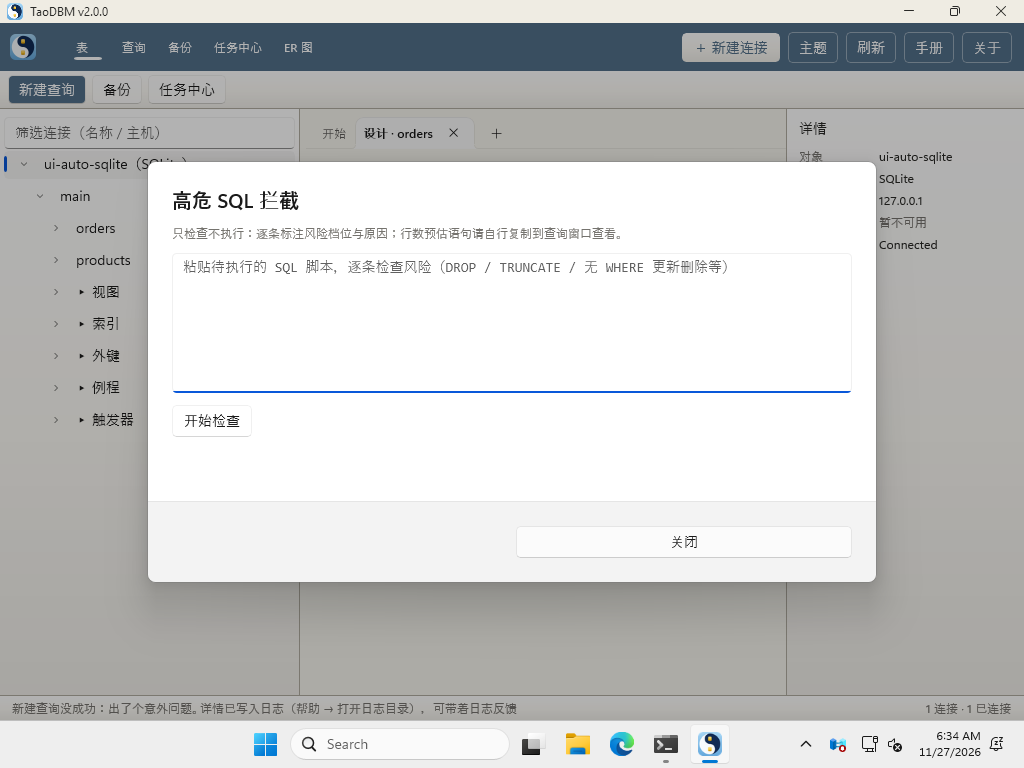 TaoDBM v2.0.0
表
查询
备份
任务中心
ER 图
+ 新建连接
主题
刷新
手册
关于
新建查询
备份
任务中心
筛选连接（名称 / 主机）
开始
设计 · orders
详情
ui-auto-sqlite
对象
ui-auto-sqlite
main
SQLite
127.0.0.1
orders
暂不可用
products
Connected
视图
索引
外键
例程
触发器
高危 SQL 拦截
只检查不执行：逐条标注风险档位与原因；行数预估语句请自行复制到查询窗口查看。
粘贴待执行的 SQL 脚本, 逐条检查风险（DROP / TRUNCATE / 无 WHERE 更新删除等）
开始检查
关闭
新建查询没成功：出了个意外问题。详情已写入日志（帮助 → 打开日志目录），可带着日志反馈
1 连接 · 1 已连接
Search
6:34 AM
11/27/2026